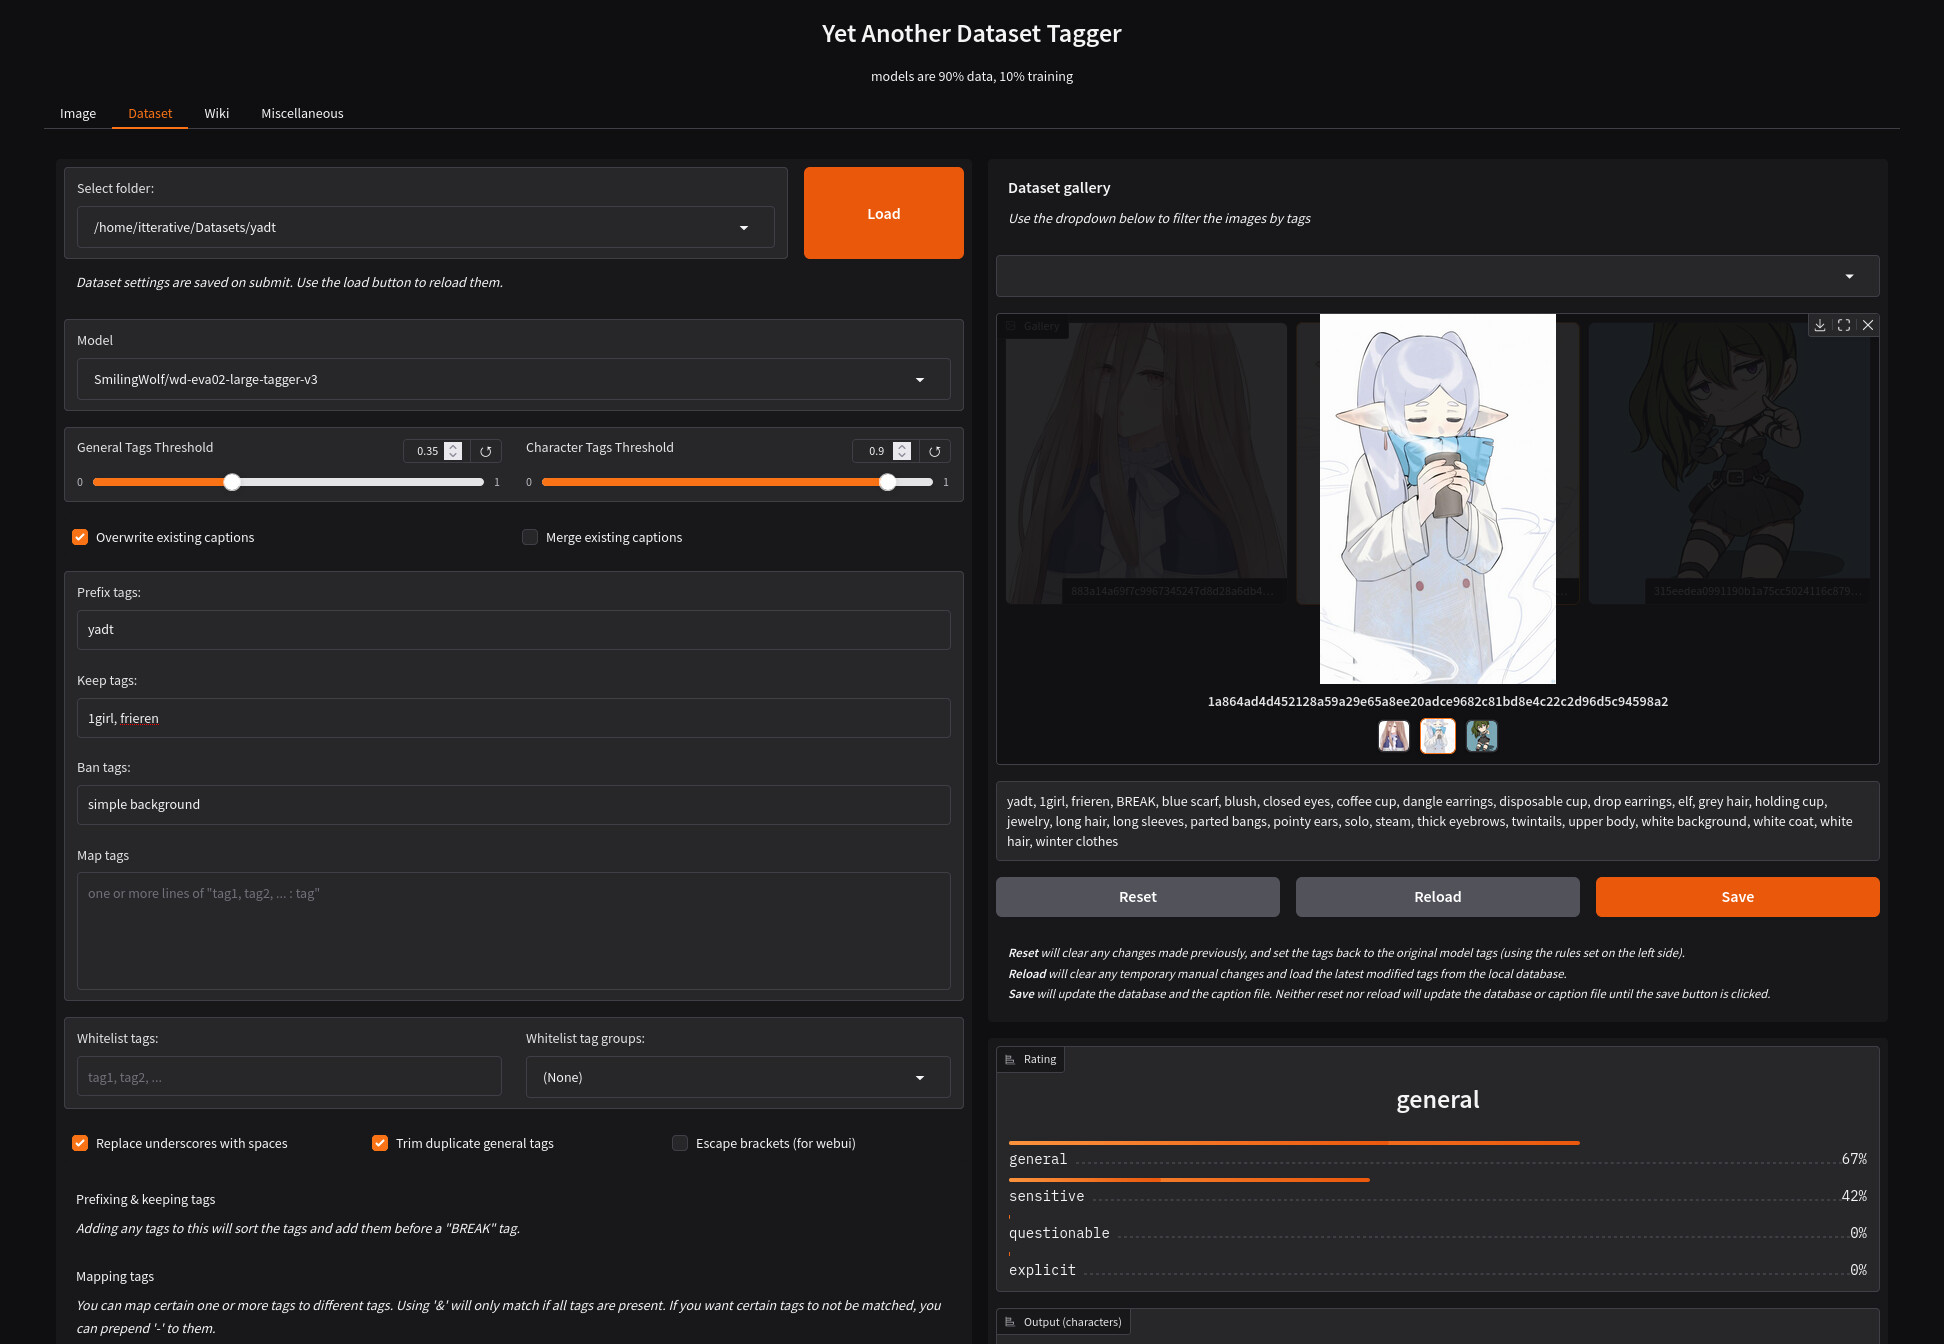 Yet Another Dataset Tagger
models are 90% data, 10% training
Image
Dataset
Wiki
Miscellaneous
Select folder:
/home/itterative/Datasets/yadt
Load
Dataset settings are saved on submit. Use the load button to reload them.
Model
SmilingWolf/wd-eva02-large-tagger-v3
General Tags Threshold
0.35
0
1
Character Tags Threshold
0.9
0
1
Overwrite existing captions
Merge existing captions
Prefix tags:
yadt
Keep tags:
1girl, frieren
Ban tags:
simple background
Map tags
one or more lines of "tag1, tag2, ... : tag"
Whitelist tags:
tag1, tag2, ...
Whitelist tag groups:
(None)
Replace underscores with spaces
Trim duplicate general tags
Escape brackets (for webui)
Prefixing & keeping tags
Adding any tags to this will sort the tags and add them before a "BREAK" tag.
Mapping tags
You can map certain one or more tags to different tags. Using '&' will only match if all tags are present. If you want certain tags to not be matched, you
can prepend '-' to them.
Dataset gallery
Use the dropdown below to filter the images by tags
Gallery
1a864ad4d452128a59a29e65a8ee20adce9682c81bd8e4c22c2d96d5c94598a2
yadt, 1girl, frieren, BREAK, blue scarf, blush, closed eyes, coffee cup, dangle earrings, disposable cup, drop earrings, elf, grey hair, holding cup,
jewelry, long hair, long sleeves, parted bangs, pointy ears, solo, steam, thick eyebrows, twintails, upper body, white background, white coat, white
hair, winter clothes
Reset
Reload
Save
Reset will clear any changes made previously, and set the tags back to the original model tags (using the rules set on the left side).
Reload will clear any temporary manual changes and load the latest modified tags from the local database.
Save will update the database and the caption file. Neither reset nor reload will update the database or caption file until the save button is clicked.
Rating
general
general 67%
sensitive 42%
questionable 0%
explicit 0%
Output (characters)